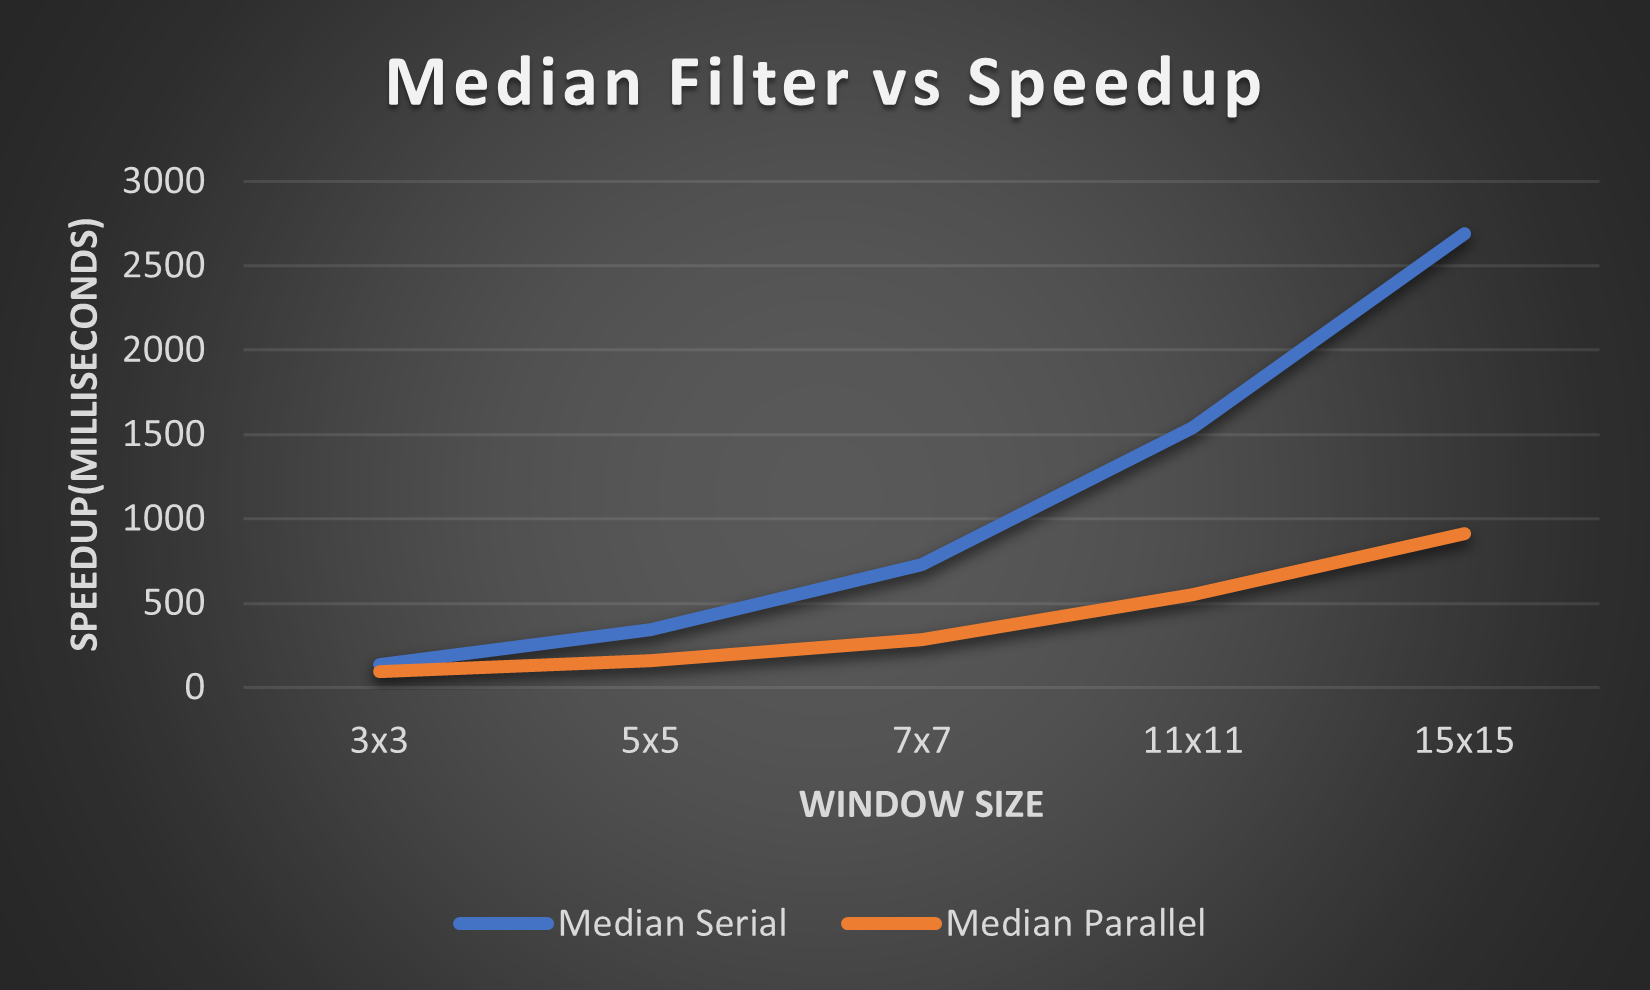 Median Filter vs Speedup
SPEEDUP(MILLISECONDS)
3000
2500
2000
1500
1000
500
0
3x3 5x5 7x7 11x11 15x15
WINDOW SIZE
Median Serial Median Parallel